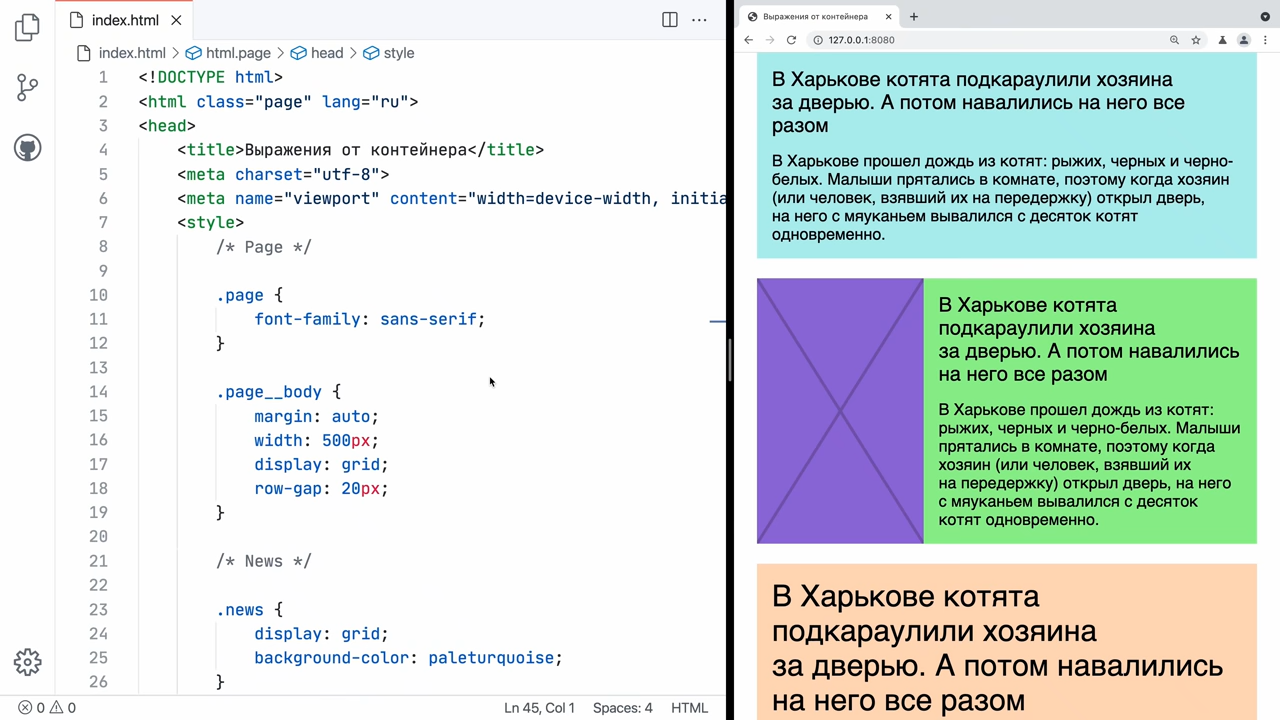 index.html
index.html > html.page > head > style
1 <!DOCTYPE html>
2 <html class="page" lang="ru">
3 <head>
4 <title>Выражения от контейнера</title>
5 <meta charset="utf-8">
6 <meta name="viewport" content="width=device-width, initia
7 <style>
8 /* Page */
9
10 .page {
11 font-family: sans-serif;
12 }
13
14 .page__body {
15 margin: auto;
16 width: 500px;
17 display: grid;
18 row-gap: 20px;
19 }
20
21 /* News */
22
23 .news {
24 display: grid;
25 background-color: paleturquoise;
26 }
0 0
Ln 45, Col 1 Spaces: 4 HTML
Выражения от контейнера
127.0.0.1:8080
В Харькове котята подкараулили хозяина
за дверью. А потом навалились на него все
разом
В Харькове прошел дождь из котят: рыжих, черных и черно-
белых. Малыши прятались в комнате, поэтому когда хозяин
(или человек, взявший их на передержку) открыл дверь,
на него с мяуканьем вывалился с десяток котят
одновременно.
В Харькове котята
подкараулили хозяина
за дверью. А потом навалились
на него все разом
В Харькове прошел дождь из котят:
рыжих, черных и черно-белых. Малыши
прятались в комнате, поэтому когда
хозяин (или человек, взявший их
на передержку) открыл дверь, на него
с мяуканьем вывалился с десяток
котят одновременно.
В Харькове котята
подкараулили хозяина
за дверью. А потом навалились
на него все разом